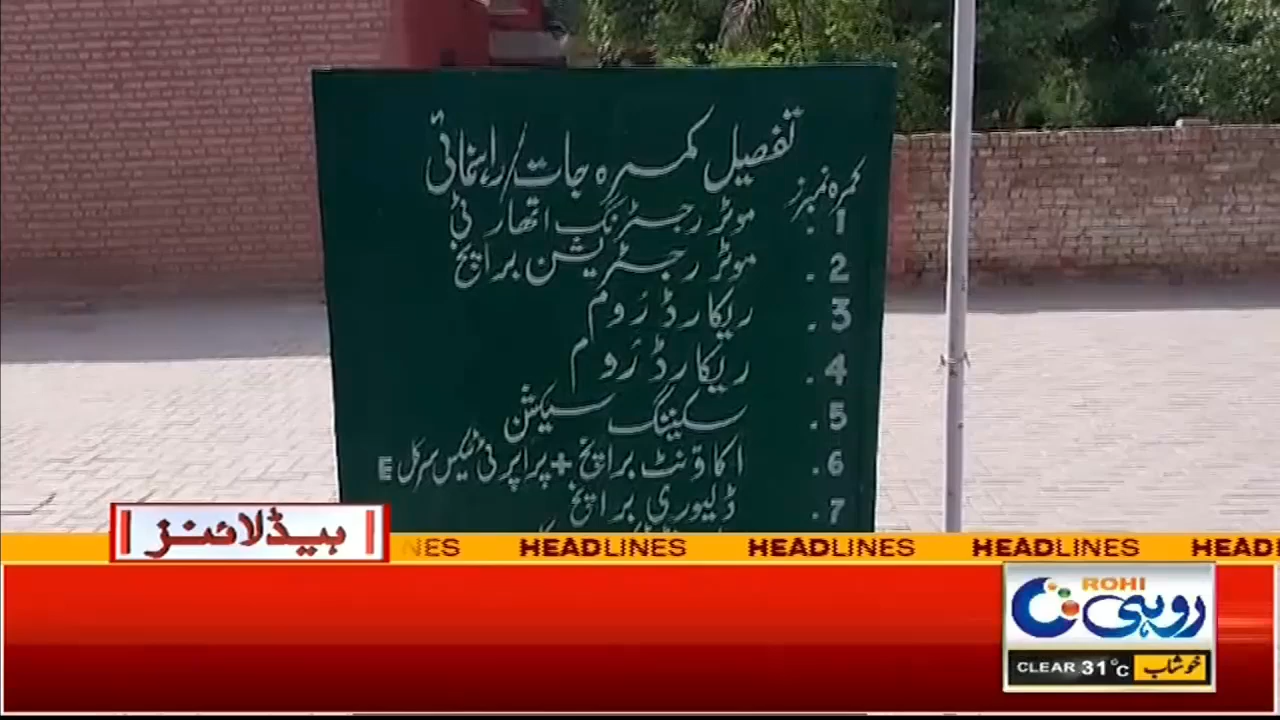 تفصیل کمرہ جات/راہنمائی
کمرہ نمبرز
1. موٹر رجسٹرنگ اتھارٹی
2. موٹر رجسٹریشن برانچ
3. ریکارڈ رُوم
4. ریکارڈ رُوم
5. سکیننگ سیکشن
6. اکاؤنٹ برانچ + پراپرٹی ٹیکس سرکل E
7. ڈلیوری برانچ
ہیڈلائنز
NES HEADLINES HEADLINES HEADLINES HEAD
ROHI
روہی
CLEAR 31°C خوشاب